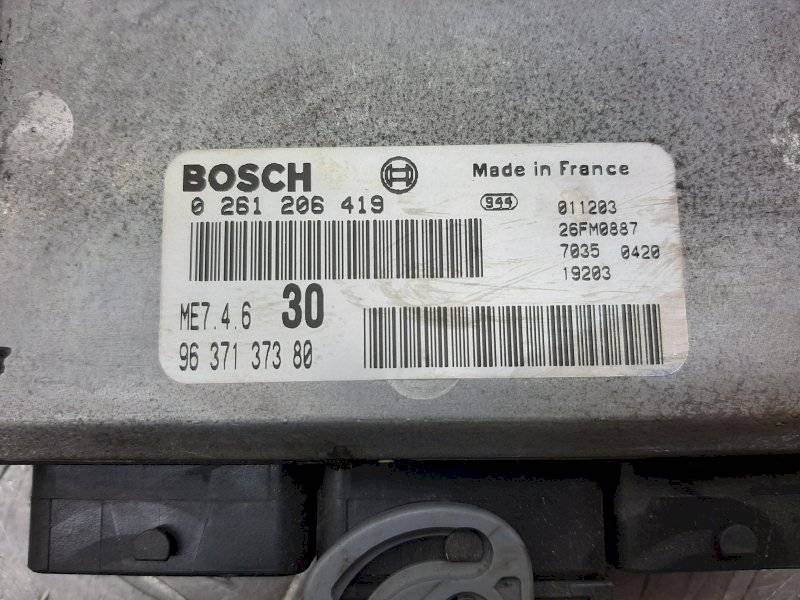 BOSCH
Made in France
0 261 206 419
944
011203
26FM0887
7035 0420
19203
ME7.4.6 30
96 371 373 80